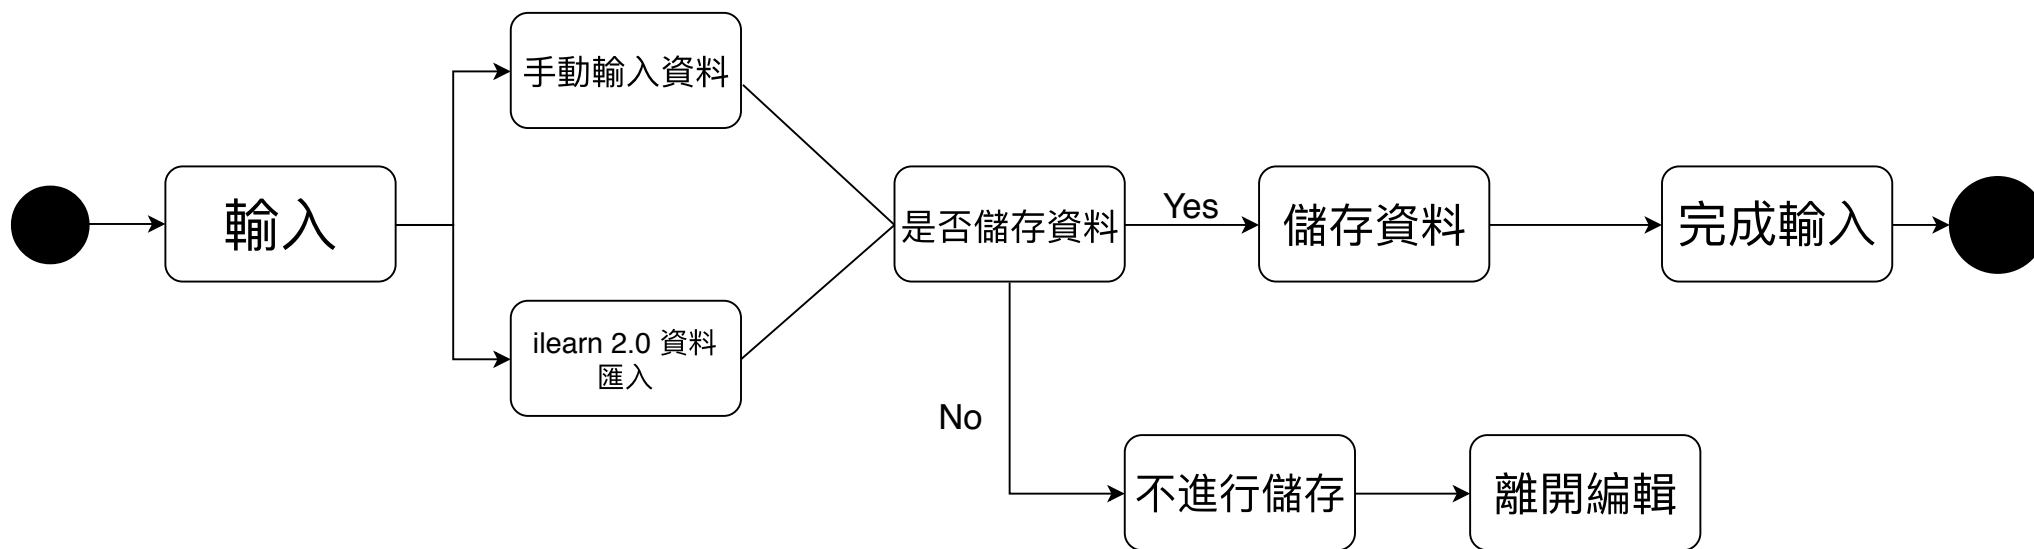 手動輸入資料
輸入
是否儲存資料
Yes
儲存資料
完成輸入
ilearn 2.0 資料
匯入
No
不進行儲存
離開編輯